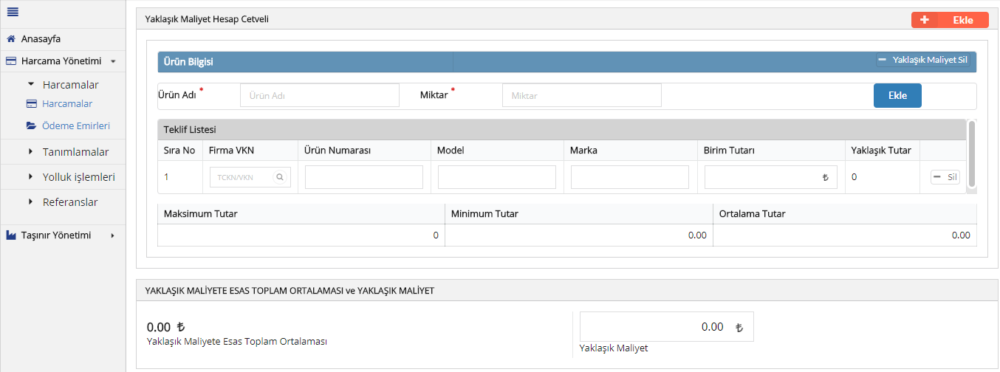 Anasayfa
Harcama Yönetimi
Harcamalar
Harcamalar
Ödeme Emirleri
Tanımlamalar
Yolluk işlemleri
Referanslar
Taşınır Yönetimi
Yaklaşık Maliyet Hesap Cetveli
Ekle
Ürün Bilgisi
Yaklaşık Maliyet Sil
Ürün Adı *
Ürün Adı
Miktar *
Miktar
Ekle
Teklif Listesi
Sıra No Firma VKN Ürün Numarası Model Marka Birim Tutarı Yaklaşık Tutar
1 TCKN/VKN ₺ 0 Sil
Maksimum Tutar Minimum Tutar Ortalama Tutar
0 0.00 0.00
YAKLAŞIK MALİYETE ESAS TOPLAM ORTALAMASI ve YAKLAŞIK MALİYET
0.00 ₺
Yaklaşık Maliyete Esas Toplam Ortalaması
0.00 ₺
Yaklaşık Maliyet